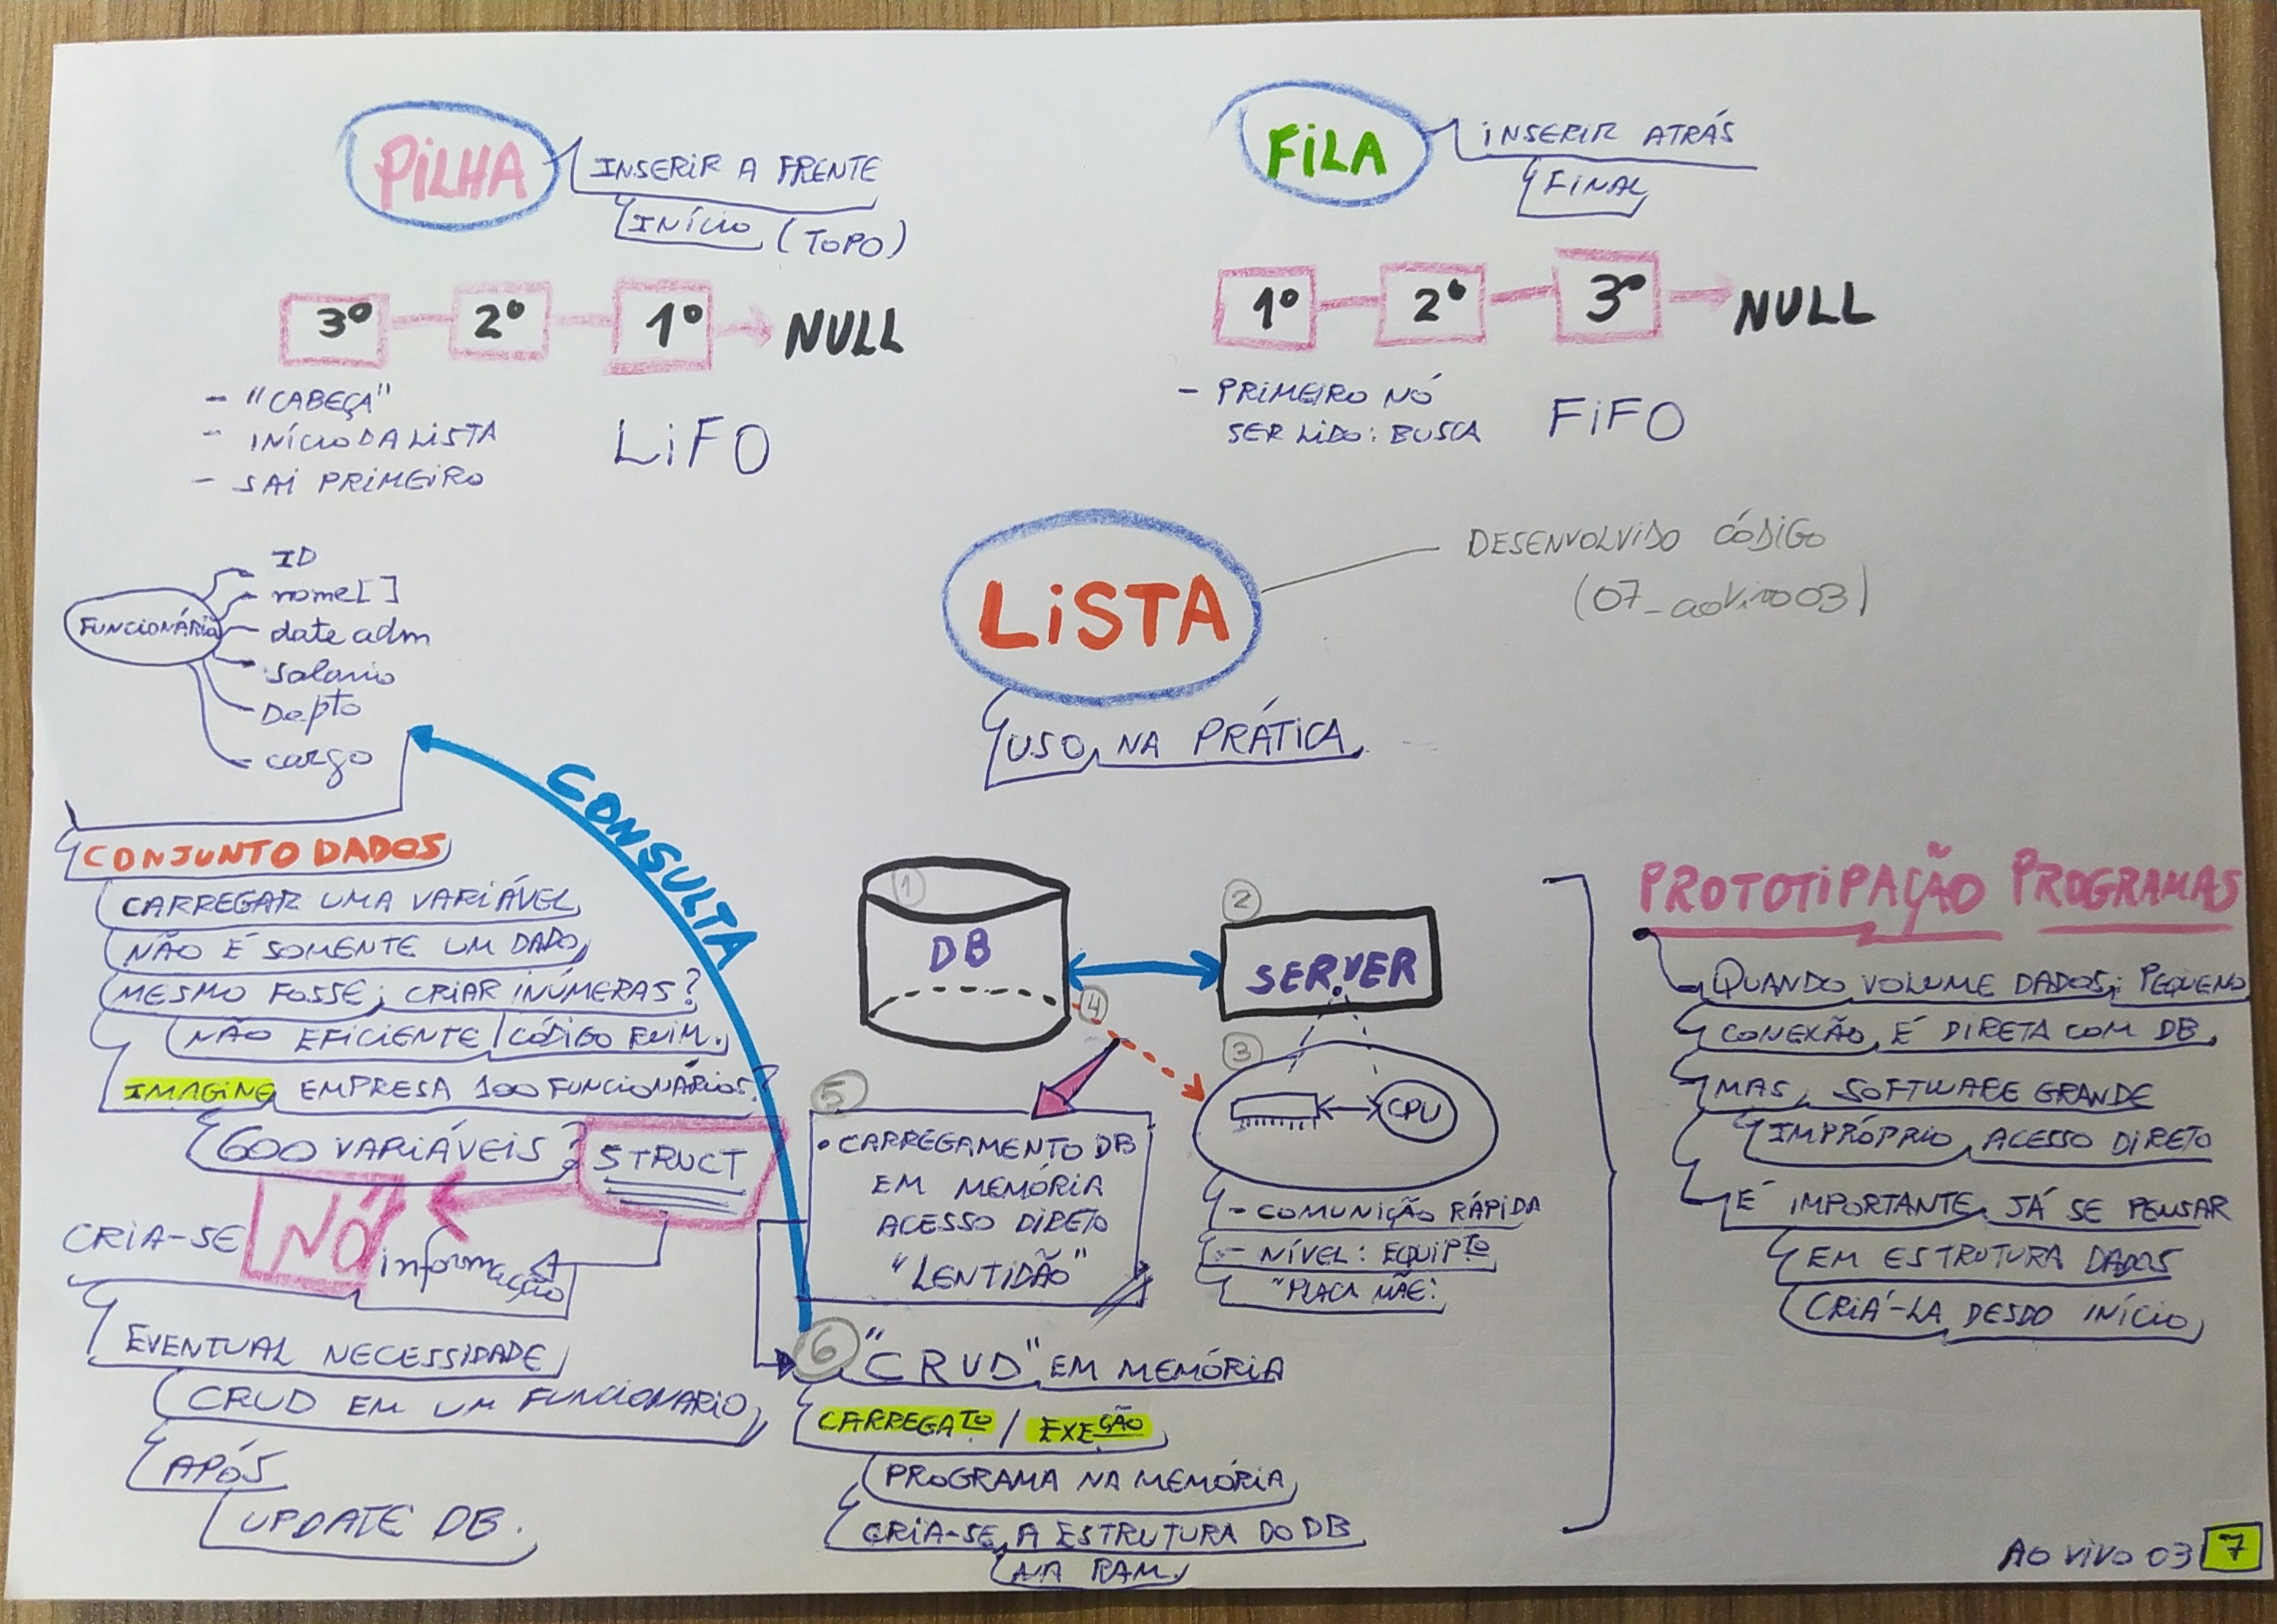 PILHA
INSERIR A FRENTE
INÍCIO (TOPO)
3º 2º 1º NULL
- "CABEÇA"
- INÍCIO DA LISTA
- SAI PRIMEIRO
LIFO
FILA
INSERIR ATRÁS
FINAL
1º 2º 3º NULL
- PRIMEIRO NÓ
SER LIDO: BUSCA
FIFO
LISTA
DESENVOLVIDO CÓDIGO
(07_aoVivo03)
USO NA PRÁTICA
FUNCIONÁRIO
ID
nome[]
date adm
salario
Depto
cargo
CONJUNTO DADOS
CARREGAR UMA VARIÁVEL
NÃO É SOMENTE UM DADO,
MESMO FOSSE; CRIAR INÚMERAS?
NÃO EFICIENTE / CÓDIGO RUIM.
IMAGINE EMPRESA 100 FUNCIONÁRIOS?
600 VARIÁVEIS?
STRUCT
CRIA-SE NÓ
informação
EVENTUAL NECESSIDADE
CRUD EM UM FUNCIONARIO,
APÓS
UPDATE DB.
CONSULTA
1
DB
2
SERVER
3
CPU
- COMUNIÇÃO RÁPIDA
- NÍVEL: EQUIPTO
"PLACA MÃE:
4
5
• CARREGAMENTO DB
EM MEMÓRIA
ACESSO DIRETO
"LENTIDÃO"
6
"CRUD" EM MEMÓRIA
CARREGATO / EXEÇÃO
PROGRAMA NA MEMÓRIA,
CRIA-SE A ESTRUTURA DO DB
NA RAM.
PROTOTIPAÇÃO PROGRAMAS
QUANDO VOLUME DADOS; PEQUENO
CONEXÃO É DIRETA COM DB,
MAS, SOFTWARE GRANDE
IMPRÓPRIO ACESSO DIRETO
É IMPORTANTE JÁ SE PENSAR
EM ESTRUTURA DADOS
CRIÁ-LA DESDO INÍCIO,
AO VIVO 03 7